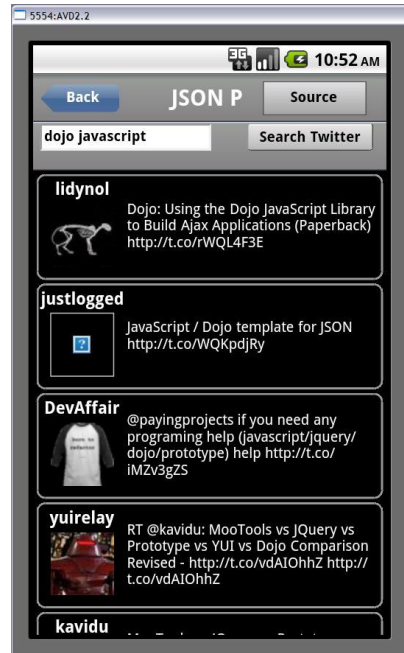 5554:AVD2.2
3G 10:52 AM
Back JSON P Source
dojo javascript Search Twitter
lidynol
Dojo: Using the Dojo JavaScript Library
to Build Ajax Applications (Paperback)
http://t.co/rWQL4F3E
justlogged
JavaScript / Dojo template for JSON
http://t.co/WQKpdjRy
?
DevAffair
@payingprojects if you need any
programing help (javascript/jquery/
dojo/prototype) help http://t.co/
iMZv3gZS
yuirelay
RT @kavidu: MooTools vs JQuery vs
Prototype vs YUI vs Dojo Comparison
Revised - http://t.co/vdAIOhhZ http://
t.co/vdAIOhhZ
kavidu